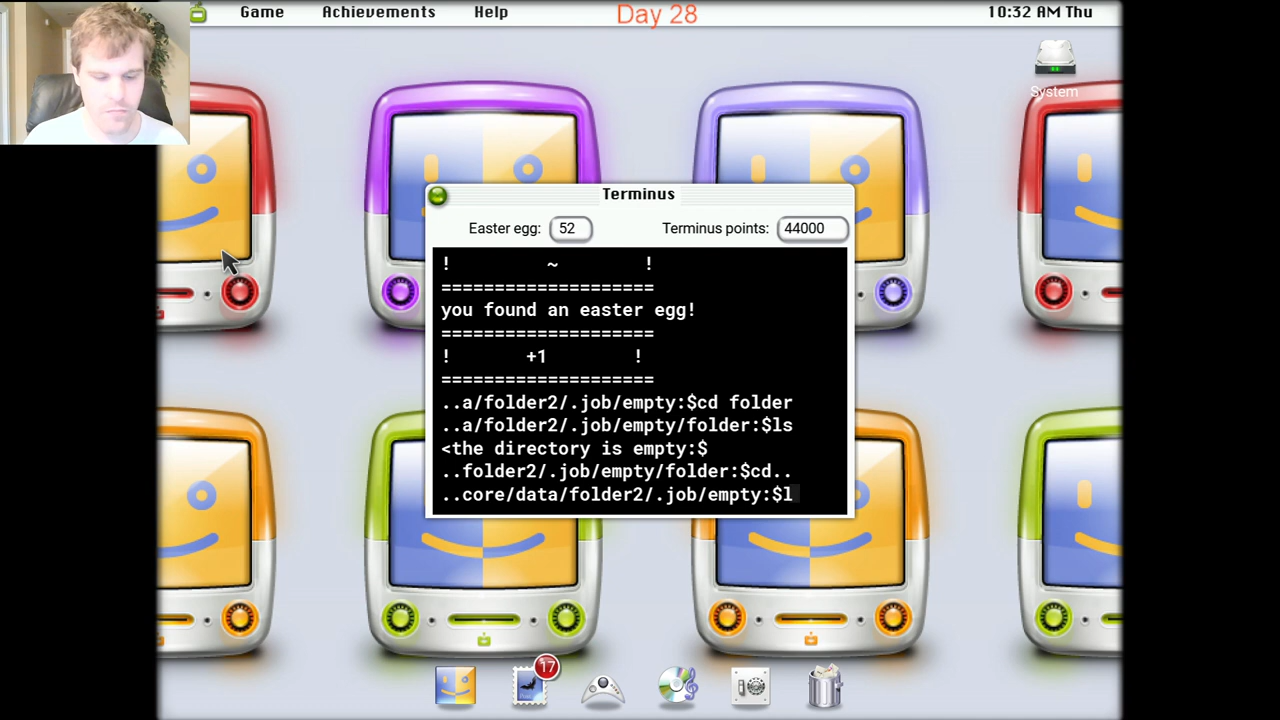 Game Achievements Help Day 28 10:32 AM Thu
System
Terminus
Easter egg: 52 Terminus points: 44000
! ~ !
====================
you found an easter egg!
====================
! +1 !
====================
..a/folder2/.job/empty:$cd folder
..a/folder2/.job/empty/folder:$ls
<the directory is empty:$
..folder2/.job/empty/folder:$cd..
..core/data/folder2/.job/empty:$l
17